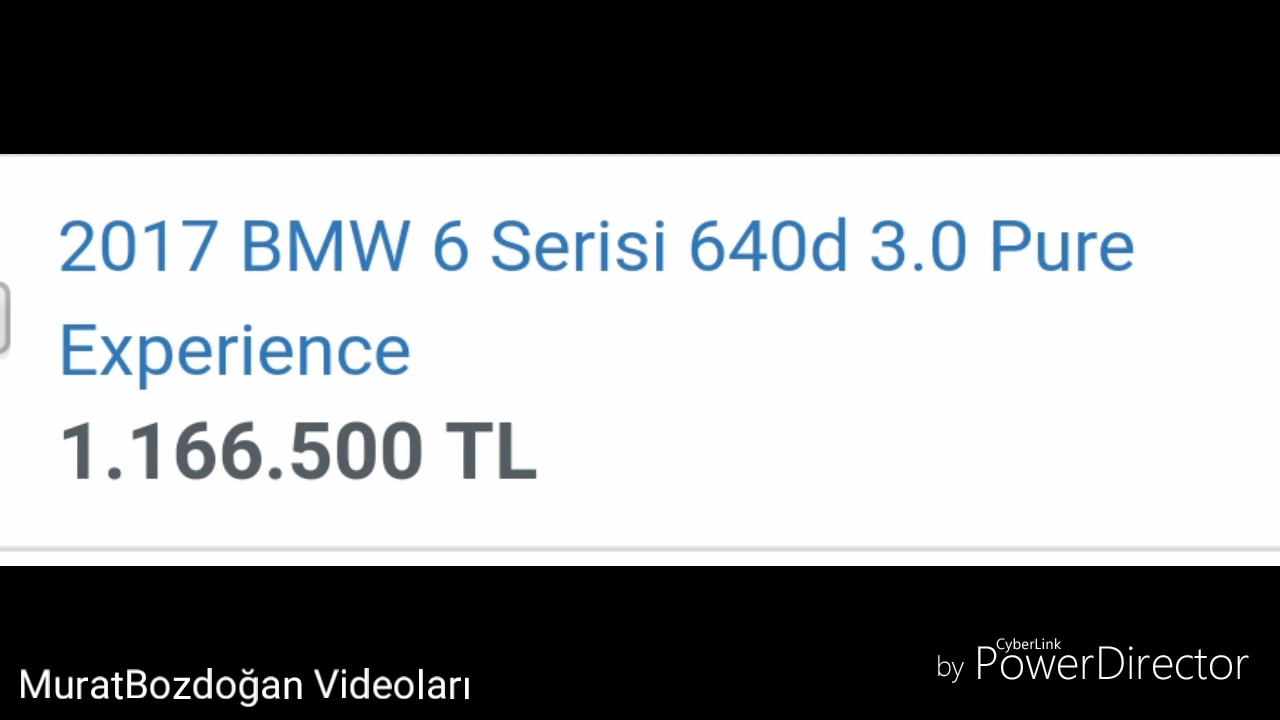 2017 BMW 6 Serisi 640d 3.0 Pure
Experience
1.166.500 TL
CyberLink
by PowerDirector
MuratBozdoğan Videoları